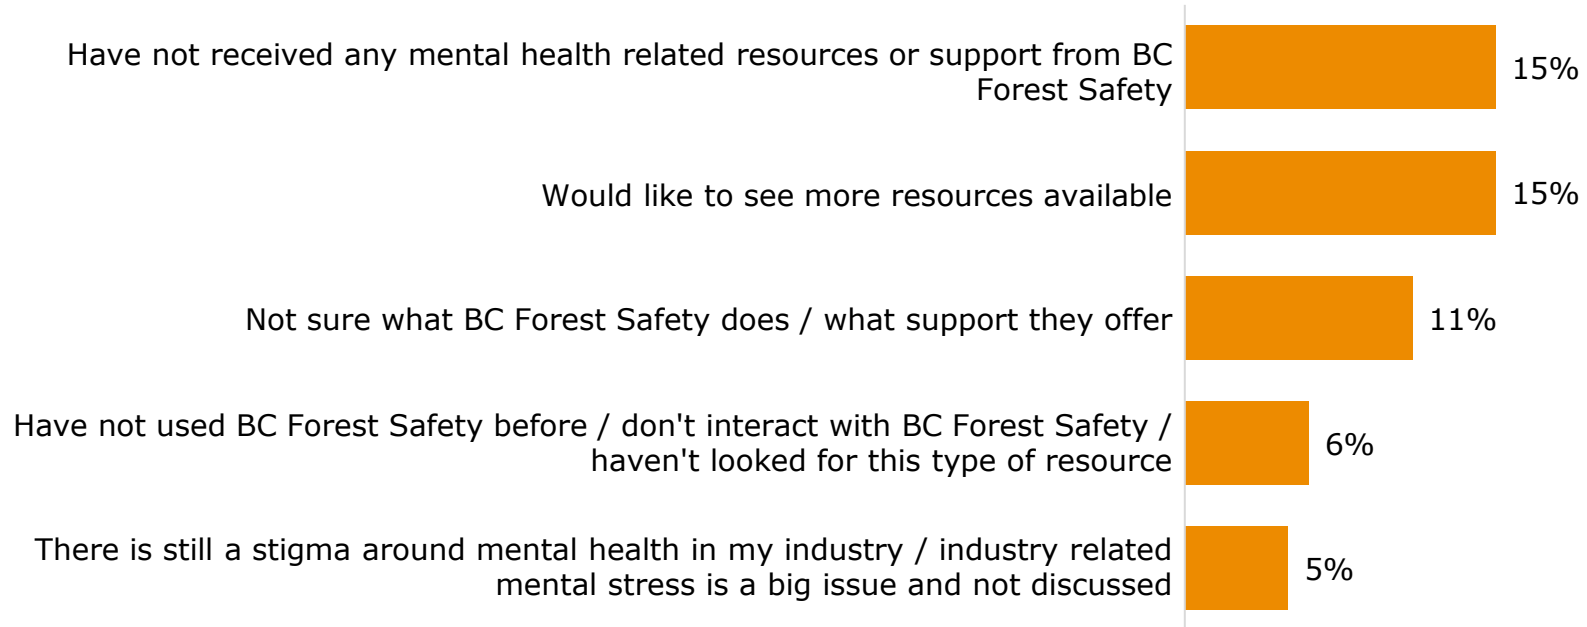 Have not received any mental health related resources or support from BC
Forest Safety
15%
Would like to see more resources available
15%
Not sure what BC Forest Safety does / what support they offer
11%
Have not used BC Forest Safety before / don't interact with BC Forest Safety /
haven't looked for this type of resource
6%
There is still a stigma around mental health in my industry / industry related
mental stress is a big issue and not discussed
5%